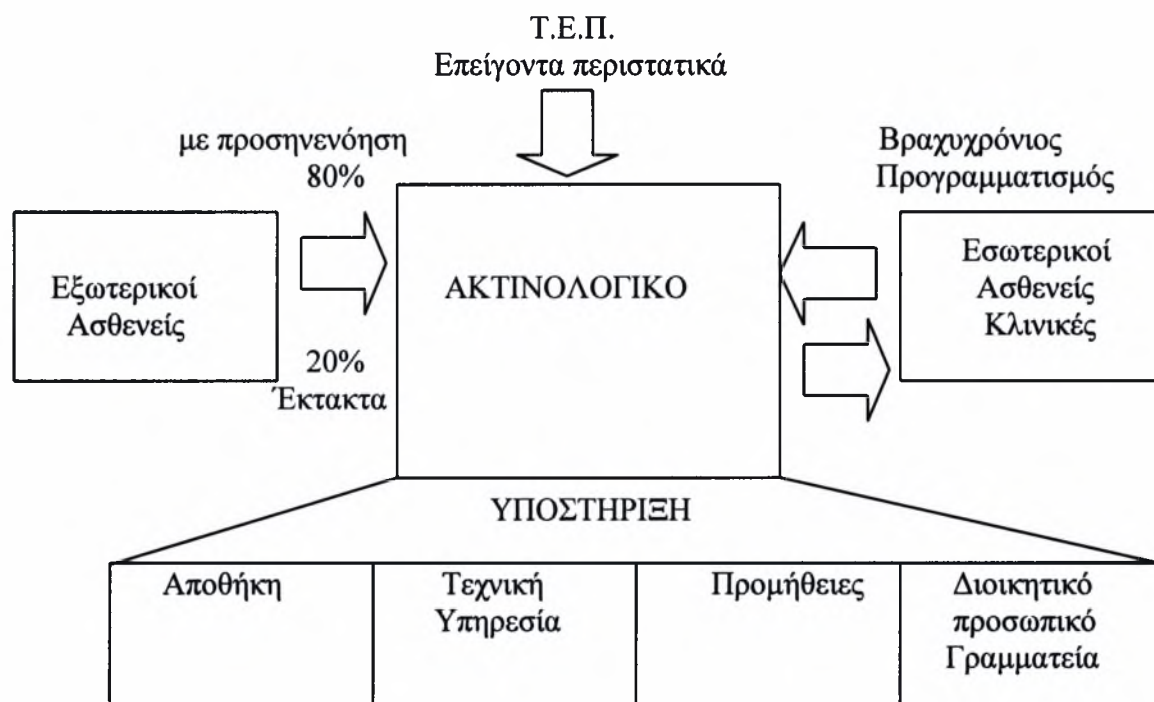 Τ.Ε.Π.
Επείγοντα περιστατικά
με προσηνενόηση
80%
Βραχυχρόνιος
Προγραμματισμός
Εξωτερικοί
Ασθενείς
ΑΚΤΙΝΟΛΟΓΙΚΟ
Εσωτερικοί
Ασθενείς
Κλινικές
20%
Έκτακτα
ΥΠΟΣΤΗΡΙΞΗ
Αποθήκη
Τεχνική
Υπηρεσία
Προμήθειες
Διοικητικό
προσωπικό
Γραμματεία